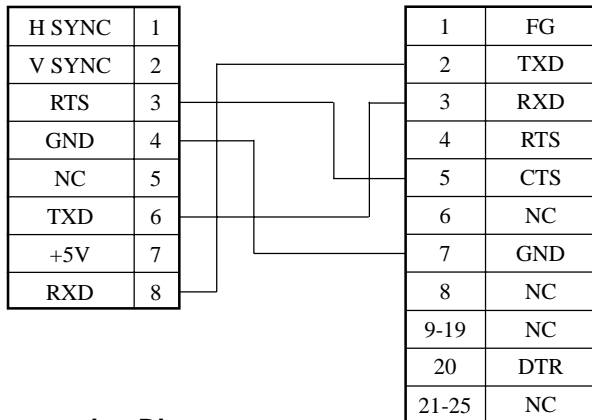 H SYNC 1
V SYNC 2
RTS 3
GND 4
NC 5
TXD 6
+5V 7
RXD 8
1 FG
2 TXD
3 RXD
4 RTS
5 CTS
6 NC
7 GND
8 NC
9-19 NC
20 DTR
21-25 NC